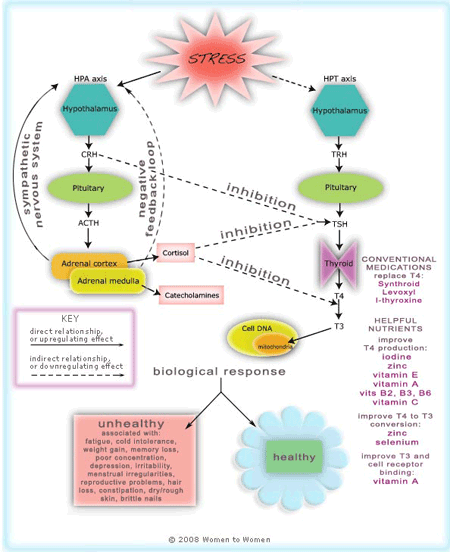 STRESS
HPA axis
HPT axis
Hypothalamus
Hypothalamus
CRH
TRH
sympathetic
nervous system
negative
feedback/loop
inhibition
Pituitary
Pituitary
ACTH
TSH
inhibition
Adrenal cortex
Adrenal medulla
Cortisol
Catecholamines
inhibition
Thyroid
T4
T3
CONVENTIONAL
MEDICATIONS
replace T4:
Synthroid
Levoxyl
l-thyroxine
KEY
direct relationship,
or upregulating effect
indirect relationship,
or downregulating effect
Cell DNA
mitochondria
HELPFUL
NUTRIENTS
improve
T4 production:
iodine
zinc
vitamin E
vitamin A
vits B2, B3, B6
vitamin C
improve T4 to T3
conversion:
zinc
selenium
improve T3 and
cell receptor
binding:
vitamin A
biological response
unhealthy
associated with:
fatigue, cold intolerance,
weight gain, memory loss,
poor concentration,
depression, irritability,
menstrual irregularities,
reproductive problems, hair
loss, constipation, dry/rough
skin, brittle nails
healthy
© 2008 Women to Women